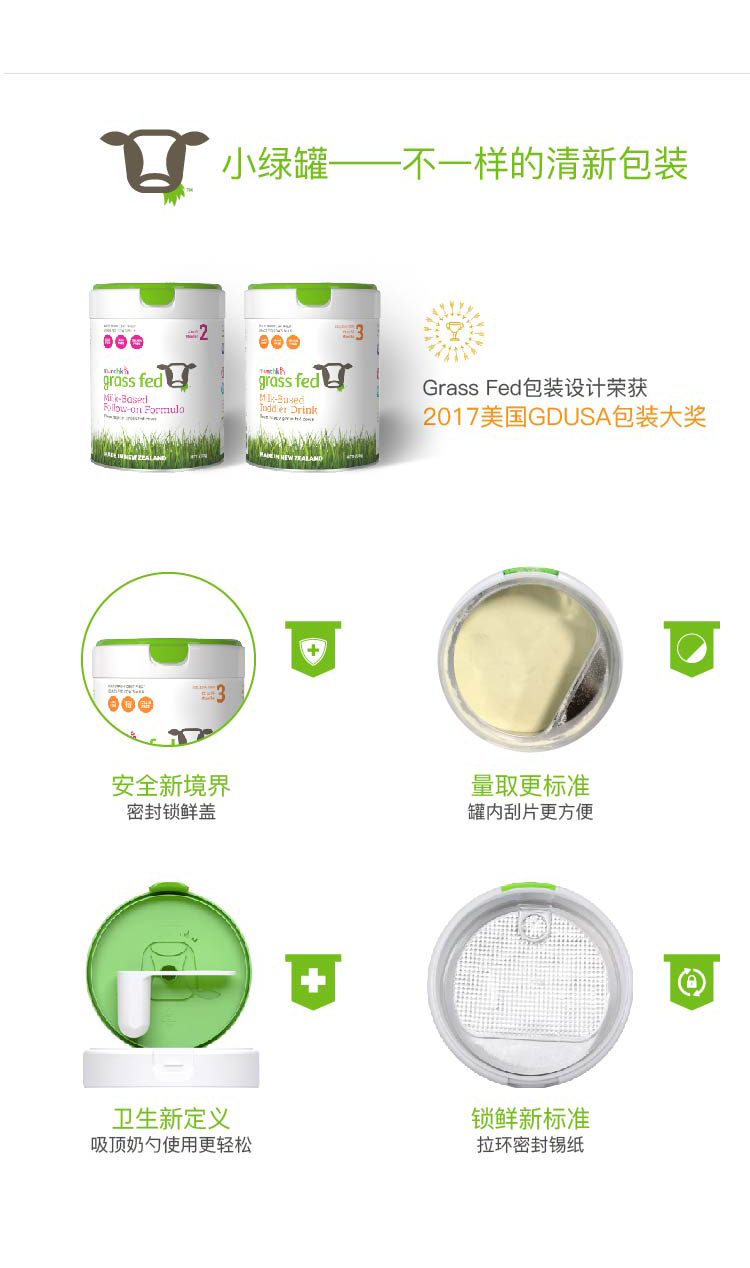 小绿罐——不一样的清新包装
TM
2
3
munchkin
grass fed
Milk-Based
Follow-on Formula
MADE IN NEW ZEALAND
munchkin
grass fed
Milk-Based
Toddler Drink
MADE IN NEW ZEALAND
Grass Fed包装设计荣获
2017美国GDUSA包装大奖
3
安全新境界
密封锁鲜盖
量取更标准
罐内刮片更方便
卫生新定义
吸顶奶勺使用更轻松
锁鲜新标准
拉环密封锡纸